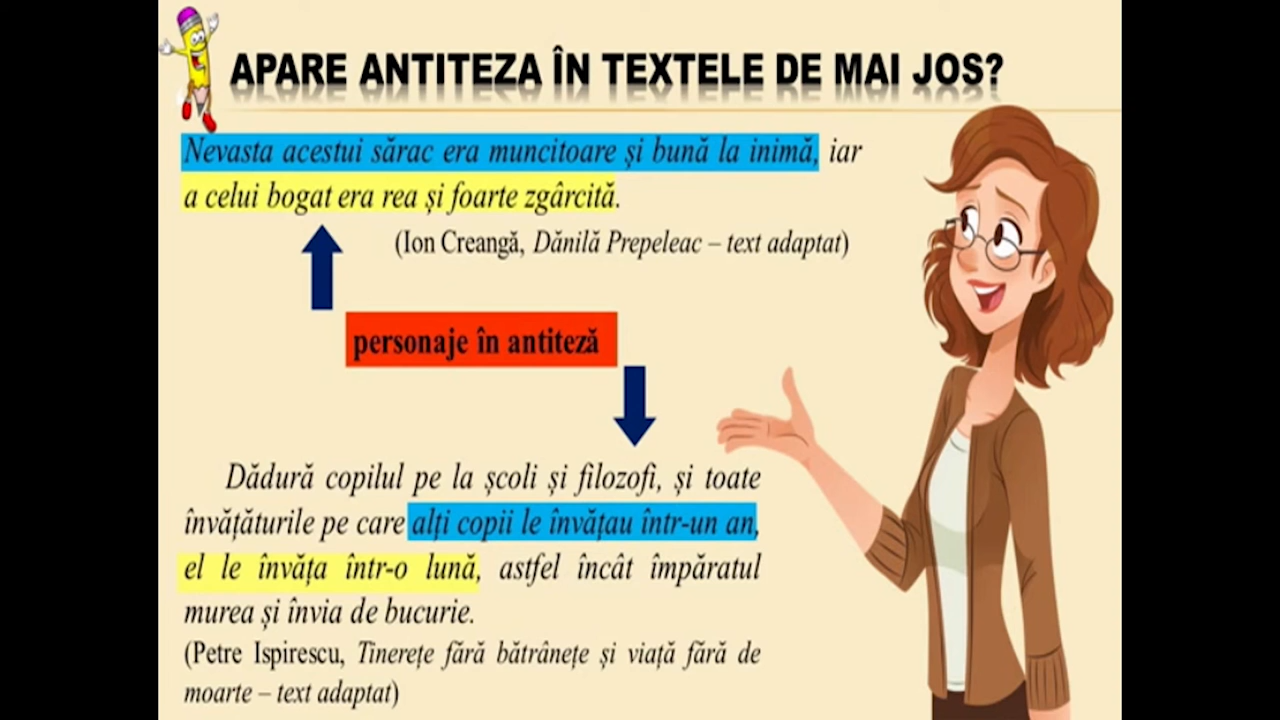 APARE ANTITEZA ÎN TEXTELE DE MAI JOS?
Nevasta acestui sărac era muncitoare și bună la inimă, iar
a celui bogat era rea și foarte zgârcită.
(Ion Creangă, Dănilă Prepeleac – text adaptat)
personaje în antiteză
Dădură copilul pe la școli și filozofi, și toate
învățăturile pe care alți copii le învățau într-un an,
el le învăța într-o lună, astfel încât împăratul
murea și învia de bucurie.
(Petre Ispirescu, Tinerețe fără bătrânețe și viață fără de
moarte – text adaptat)